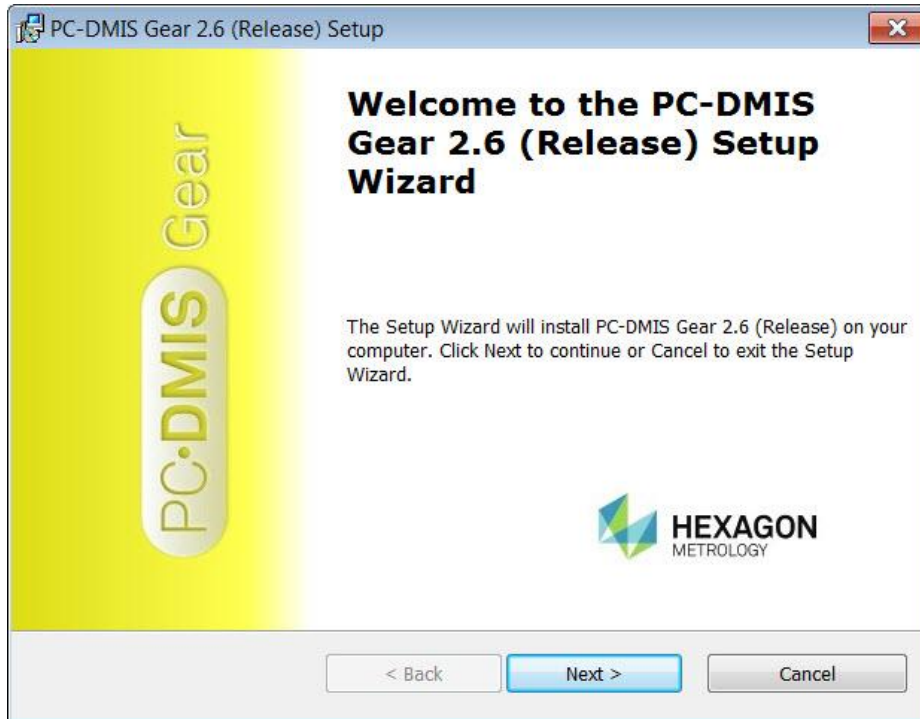 PC-DMIS Gear 2.6 (Release) Setup
PC·DMIS Gear
Welcome to the PC-DMIS
Gear 2.6 (Release) Setup
Wizard
The Setup Wizard will install PC-DMIS Gear 2.6 (Release) on your
computer. Click Next to continue or Cancel to exit the Setup
Wizard.
HEXAGON
METROLOGY
< Back
Next >
Cancel